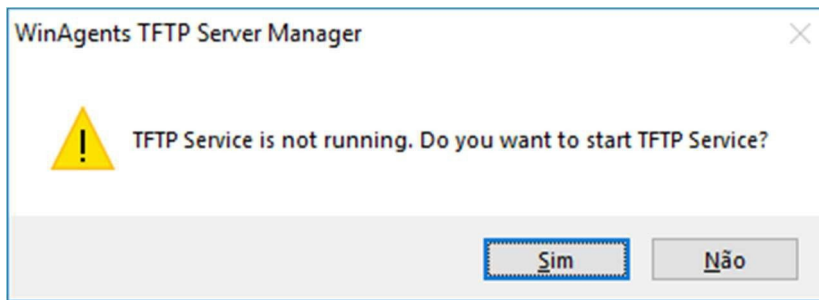 WinAgents TFTP Server Manager
TFTP Service is not running. Do you want to start TFTP Service?
Sim
Não